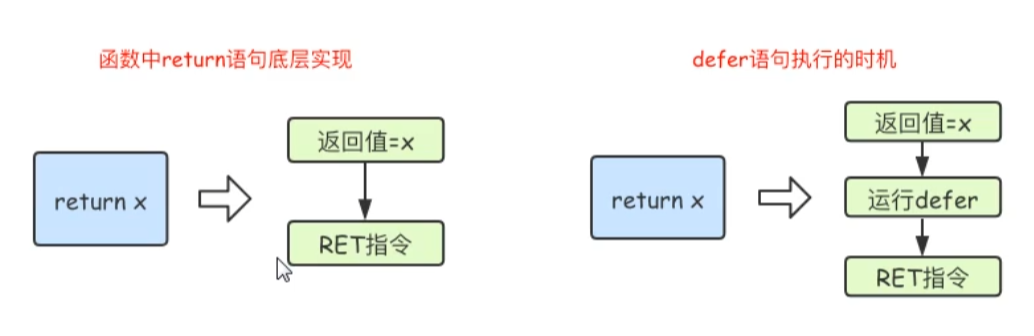 函数中return语句底层实现
return x
返回值=x
RET指令
defer语句执行的时机
return x
返回值=x
运行defer
RET指令